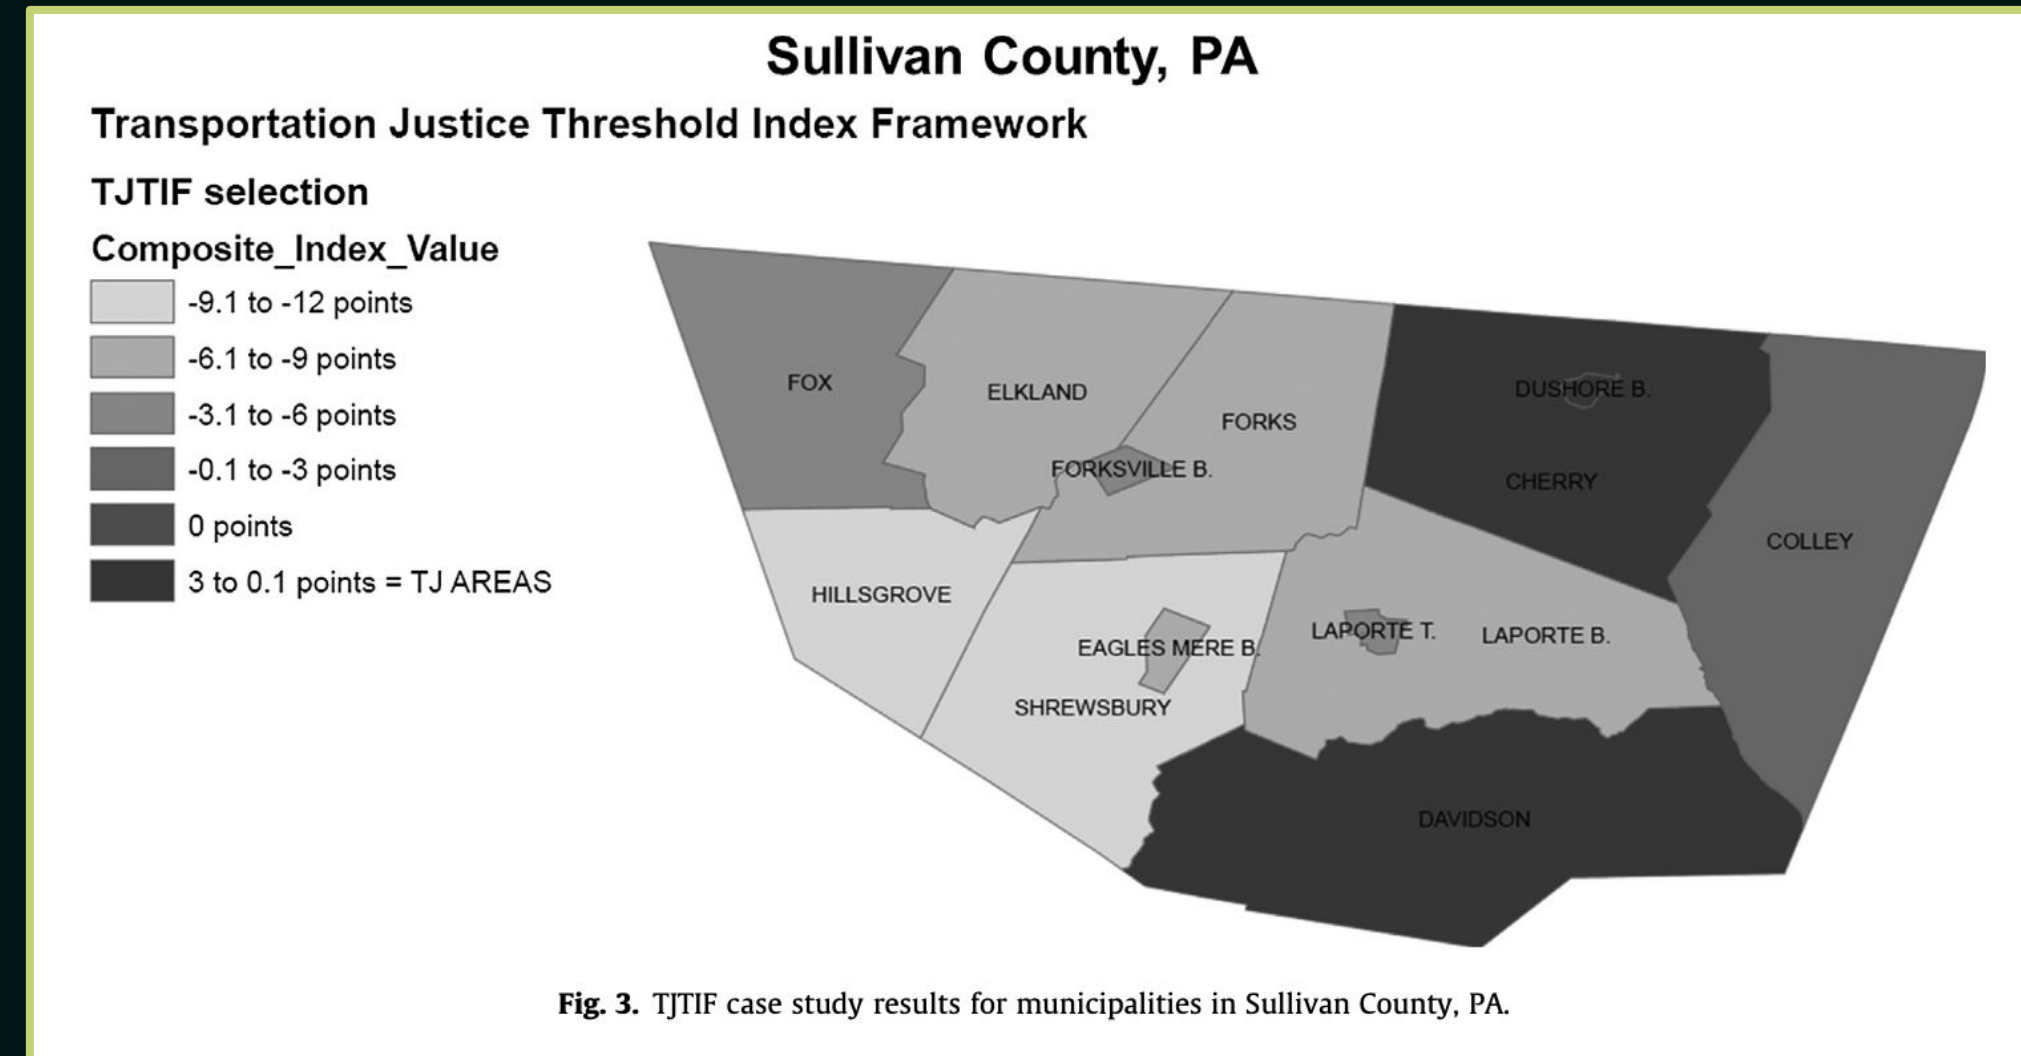 Sullivan County, PA
Transportation Justice Threshold Index Framework
TJTIF selection
Composite_Index_Value
-9.1 to -12 points
-6.1 to -9 points
-3.1 to -6 points
-0.1 to -3 points
0 points
3 to 0.1 points = TJ AREAS
FOX
ELKLAND
FORKS
DUSHORE B.
FORKSVILLE B.
CHERRY
COLLEY
HILLSGROVE
EAGLES MERE B.
LAPORTE T.
LAPORTE B.
SHREWSBURY
DAVIDSON
Fig. 3. TJTIF case study results for municipalities in Sullivan County, PA.